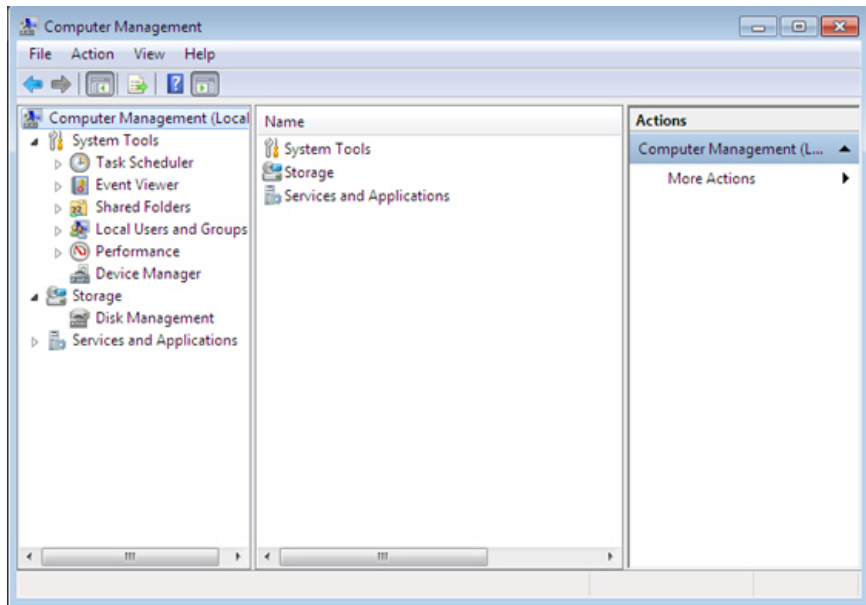 Computer Management
File Action View Help
Computer Management (Local
System Tools
Task Scheduler
Event Viewer
Shared Folders
Local Users and Groups
Performance
Device Manager
Storage
Disk Management
Services and Applications
Name
System Tools
Storage
Services and Applications
Actions
Computer Management (L...
More Actions